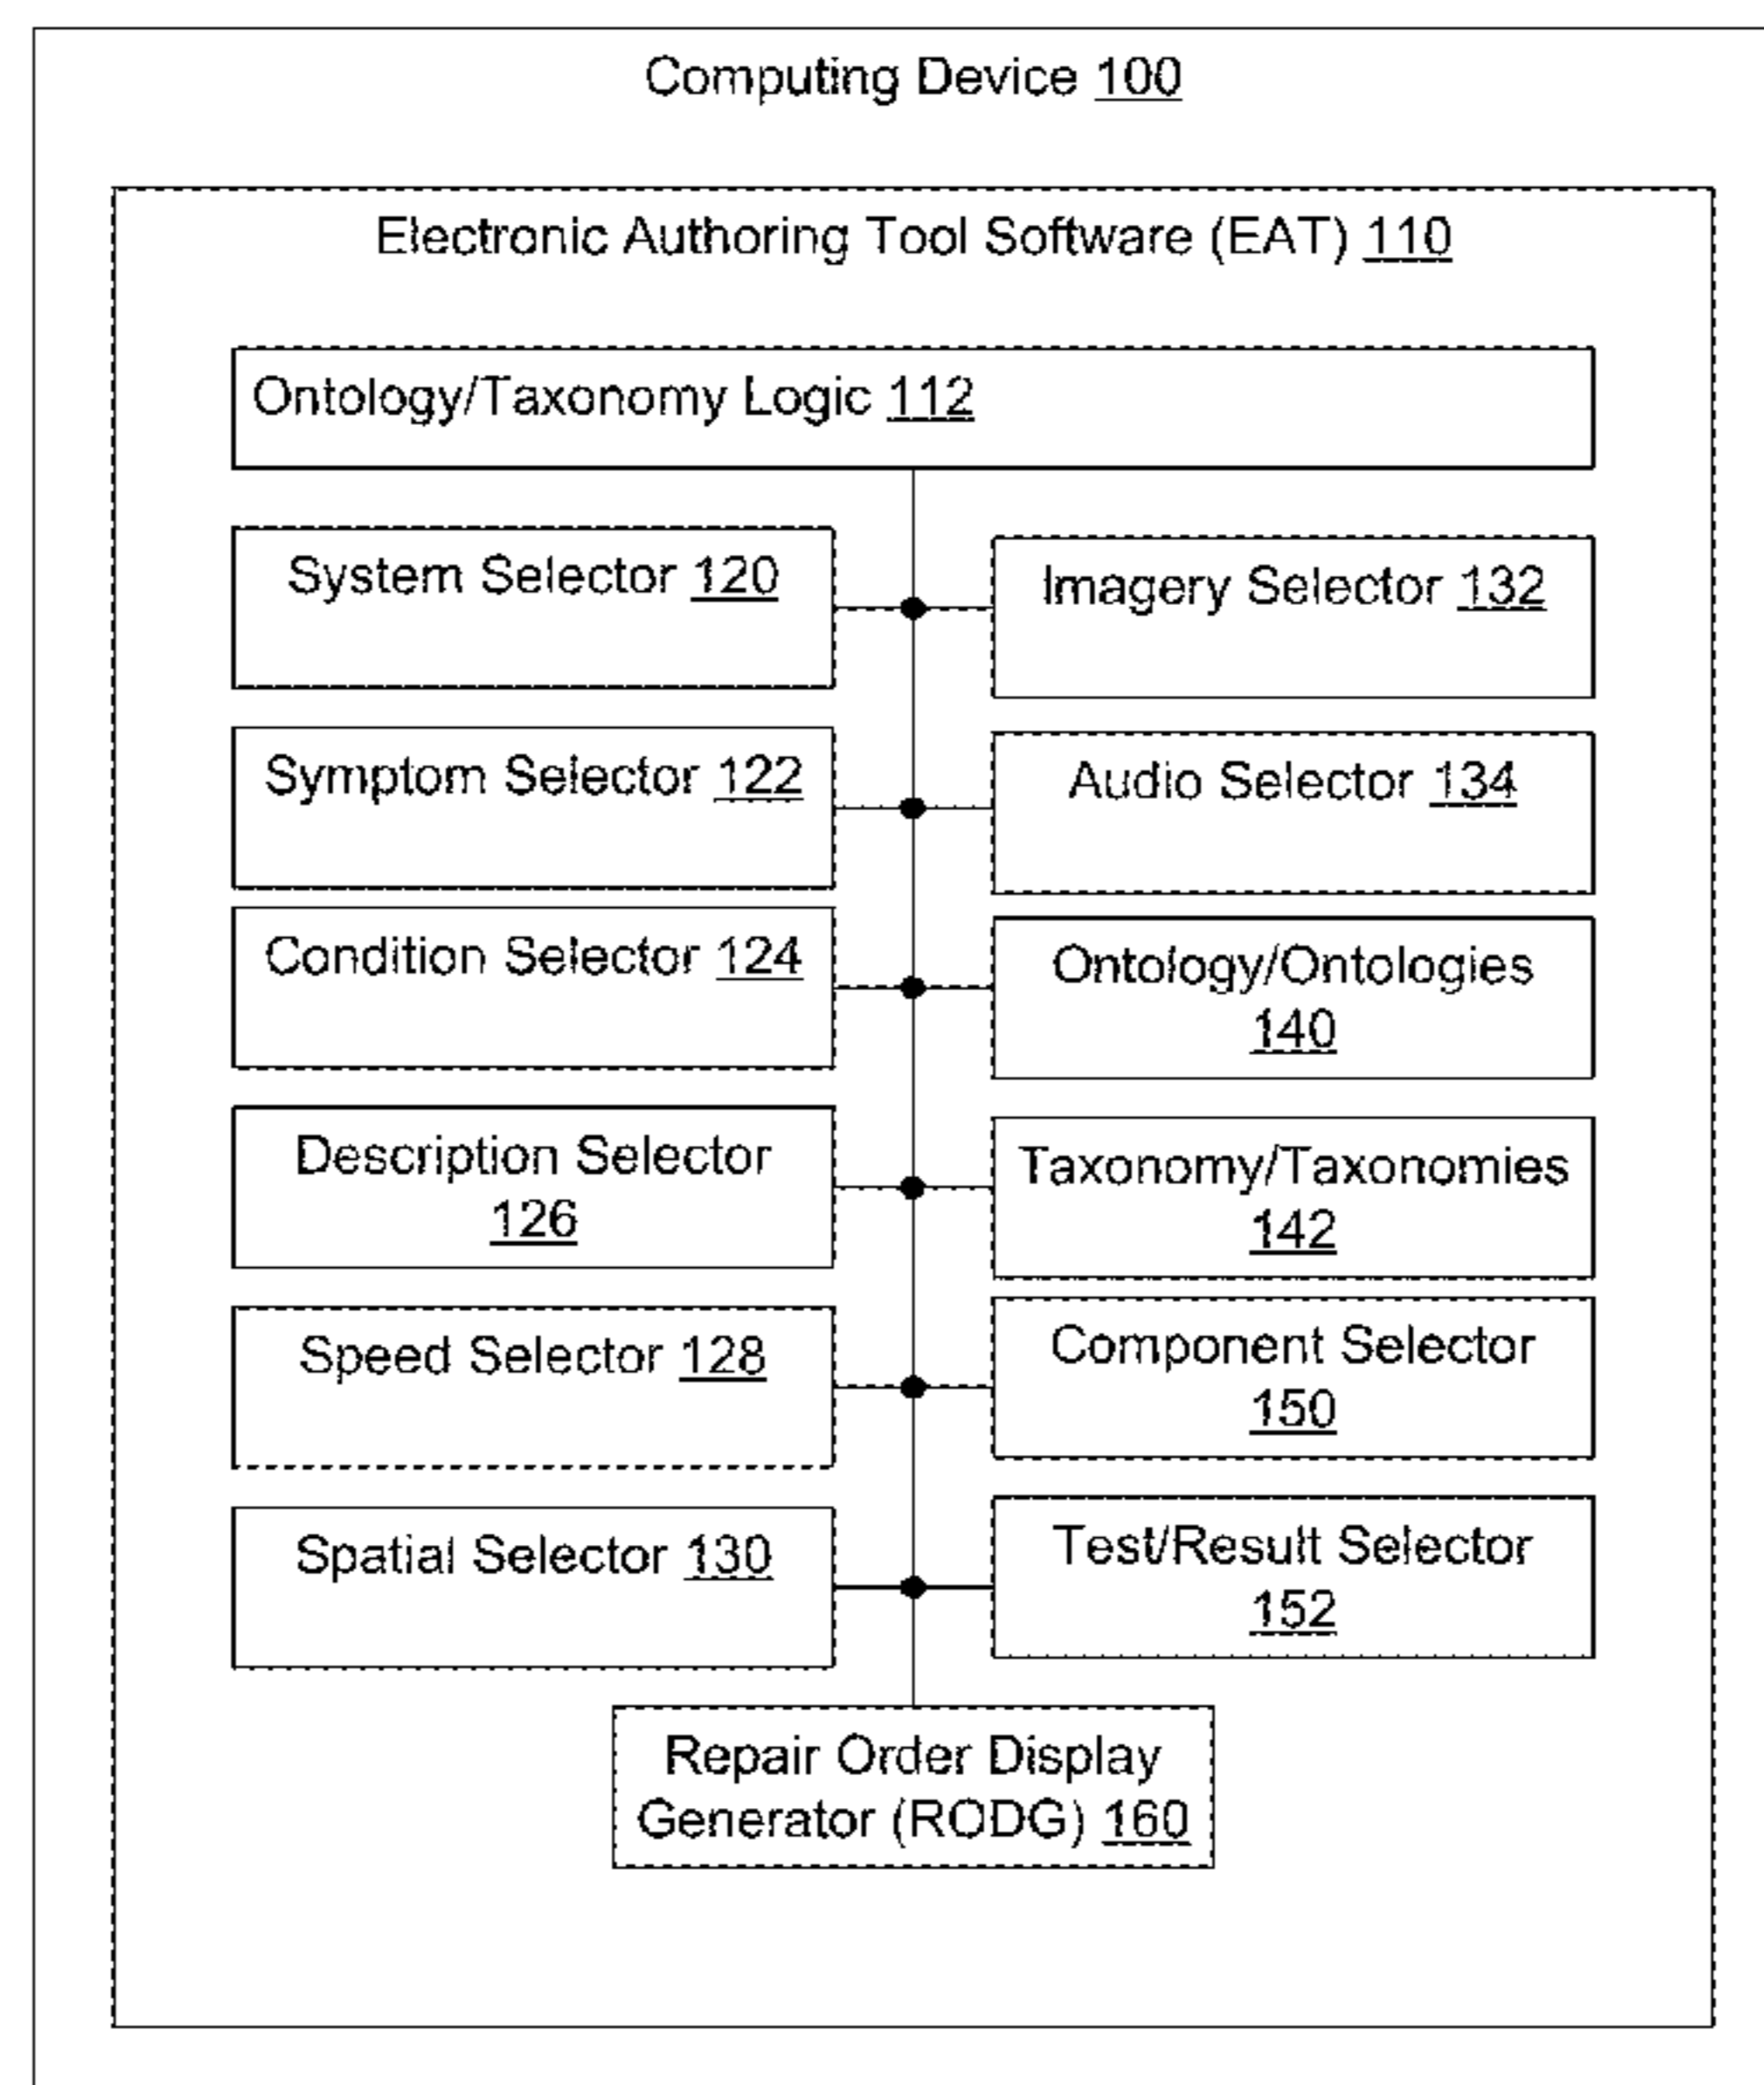 Computing Device 100
Electronic Authoring Tool Software (EAT) 110
Ontology/Taxonomy Logic 112
System Selector 120
Imagery Selector 132
Symptom Selector 122
Audio Selector 134
Condition Selector 124
Ontology/Ontologies
140
Description Selector
126
Taxonomy/Taxonomies
142
Speed Selector 128
Component Selector
150
Spatial Selector 130
Test/Result Selector
152
Repair Order Display
Generator (RODG) 160